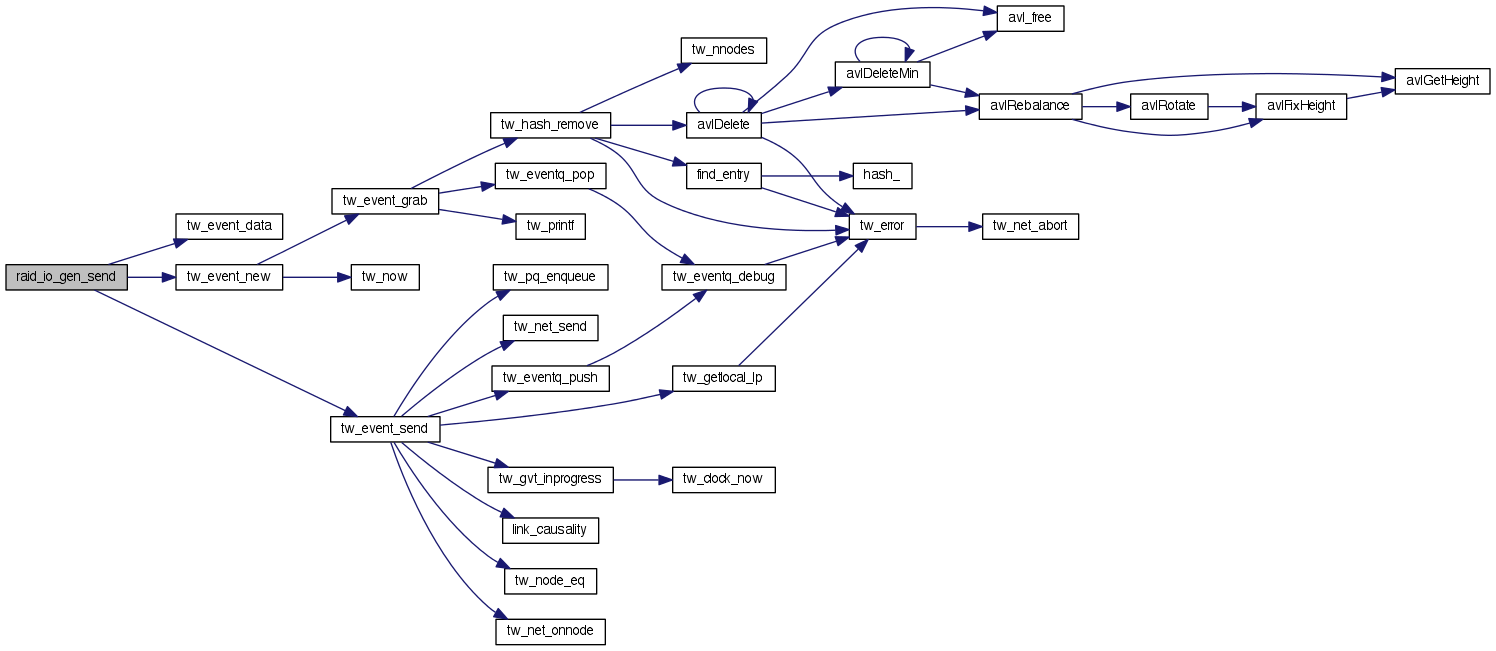 avl_free
tw_nnodes
avlDeleteMin
avlGetHeight
avlRebalance
avlRotate
avlFixHeight
tw_hash_remove
avlDelete
tw_eventq_pop
find_entry
hash_
tw_event_grab
tw_event_data
tw_printf
tw_error
tw_net_abort
raid_io_gen_send
tw_event_new
tw_now
tw_pq_enqueue
tw_eventq_debug
tw_net_send
tw_eventq_push
tw_getlocal_lp
tw_event_send
tw_gvt_inprogress
tw_clock_now
link_causality
tw_node_eq
tw_net_onnode